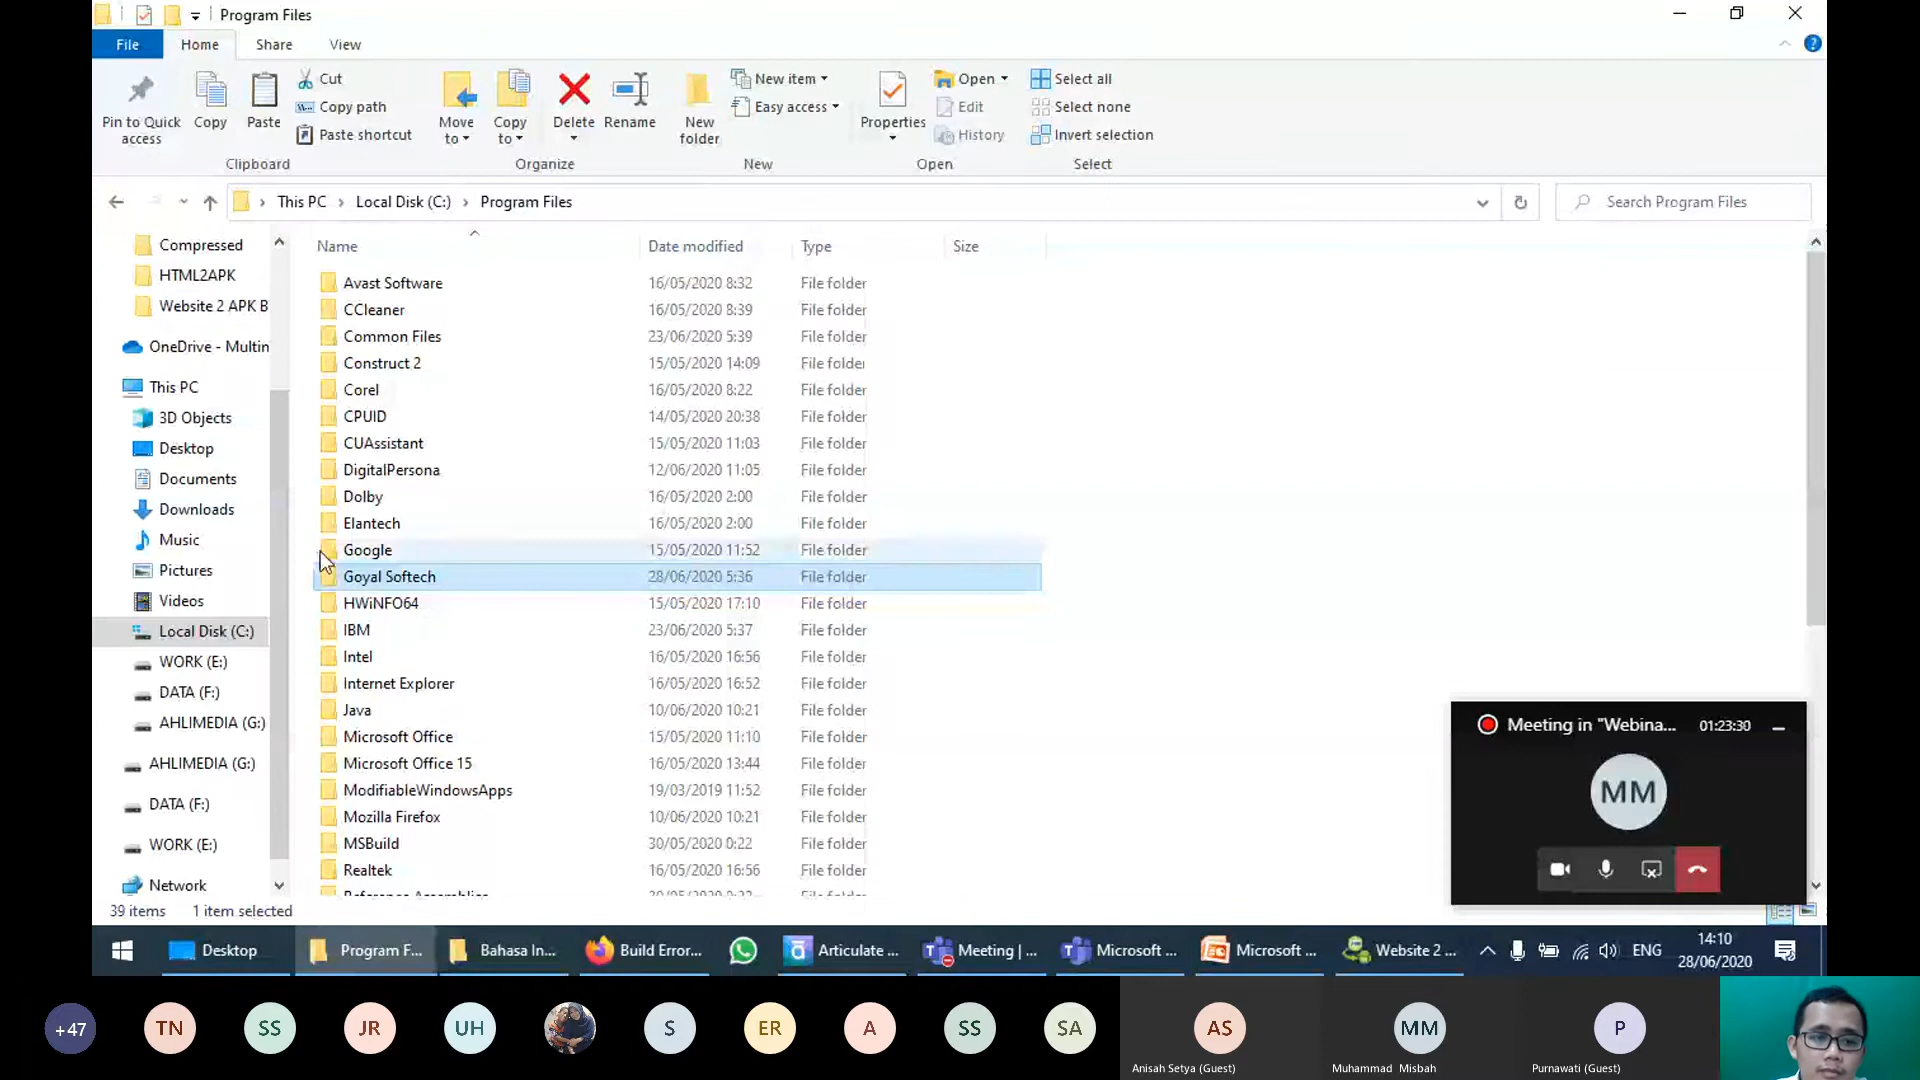 Program Files
File Home Share View
Pin to Quick access
Copy
Paste
Cut
Copy path
Paste shortcut
Move to
Copy to
Delete
Rename
New folder
New item
Easy access
Properties
Open
Edit
History
Select all
Select none
Invert selection
Clipboard Organize New Open Select
This PC Local Disk (C:) Program Files
Search Program Files
Compressed
HTML2APK
Website 2 APK B
OneDrive - Multin
This PC
3D Objects
Desktop
Documents
Downloads
Music
Pictures
Videos
Local Disk (C:)
WORK (E:)
DATA (F:)
AHLIMEDIA (G:)
AHLIMEDIA (G:)
DATA (F:)
WORK (E:)
Network
Name Date modified Type Size
Avast Software 16/05/2020 8:32 File folder
CCleaner 16/05/2020 8:39 File folder
Common Files 23/06/2020 5:39 File folder
Construct 2 15/05/2020 14:09 File folder
Corel 16/05/2020 8:22 File folder
CPUID 14/05/2020 20:38 File folder
CUAssistant 15/05/2020 11:03 File folder
DigitalPersona 12/06/2020 11:05 File folder
Dolby 16/05/2020 2:00 File folder
Elantech 16/05/2020 2:00 File folder
Google 15/05/2020 11:52 File folder
Goyal Softech 28/06/2020 5:36 File folder
HWiNFO64 15/05/2020 17:10 File folder
IBM 23/06/2020 5:37 File folder
Intel 16/05/2020 16:56 File folder
Internet Explorer 16/05/2020 16:52 File folder
Java 10/06/2020 10:21 File folder
Microsoft Office 15/05/2020 11:10 File folder
Microsoft Office 15 16/05/2020 13:44 File folder
ModifiableWindowsApps 19/03/2019 11:52 File folder
Mozilla Firefox 10/06/2020 10:21 File folder
MSBuild 30/05/2020 0:22 File folder
Realtek 16/05/2020 16:56 File folder
39 items 1 item selected
Meeting in "Webina... 01:23:30
MM
Desktop Program F... Bahasa In... Build Error... Articulate ... Meeting | ... Microsoft ... Microsoft ... Website 2 ... ENG
14:10
28/06/2020
+47 TN SS JR UH S ER A SS SA AS MM P
Anisah Setya (Guest) Muhammad Misbah Purnawati (Guest)